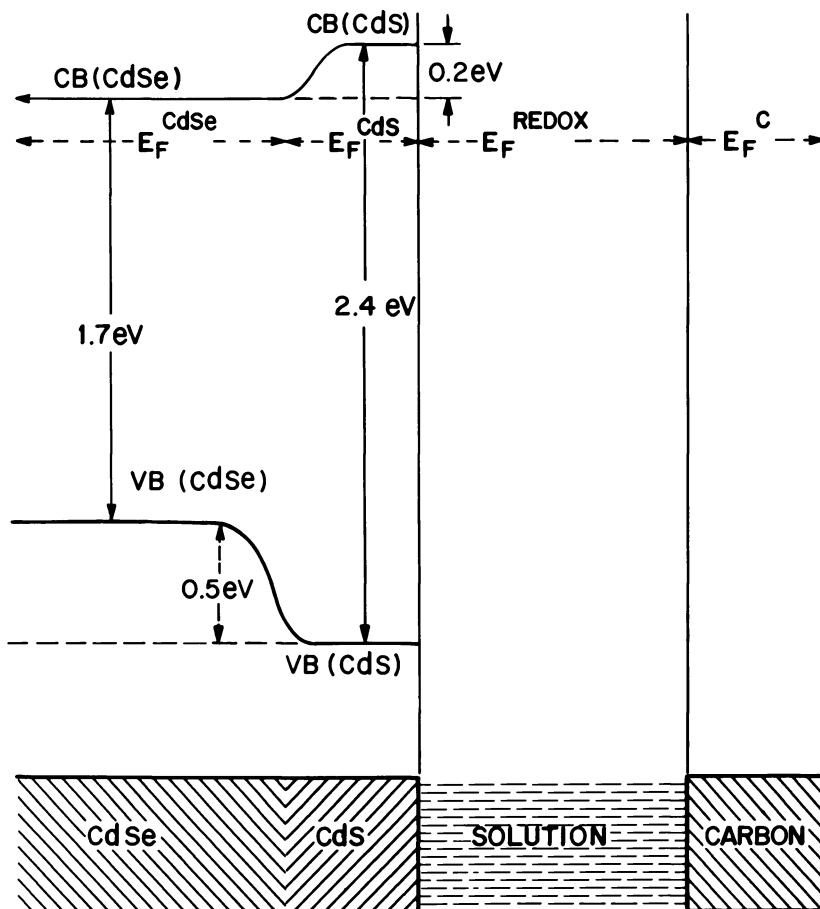 CB(CdS)
0.2eV
CB(CdSe)
E_F^CdSe
E_F^CdS
E_F^REDOX
E_F^C
1.7eV
2.4 eV
VB (CdSe)
0.5eV
VB (CdS)
CdSe
CdS
SOLUTION
CARBON